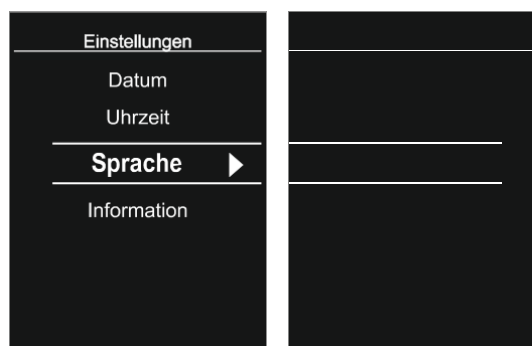 Einstellungen
Datum
Uhrzeit
Sprache
Information